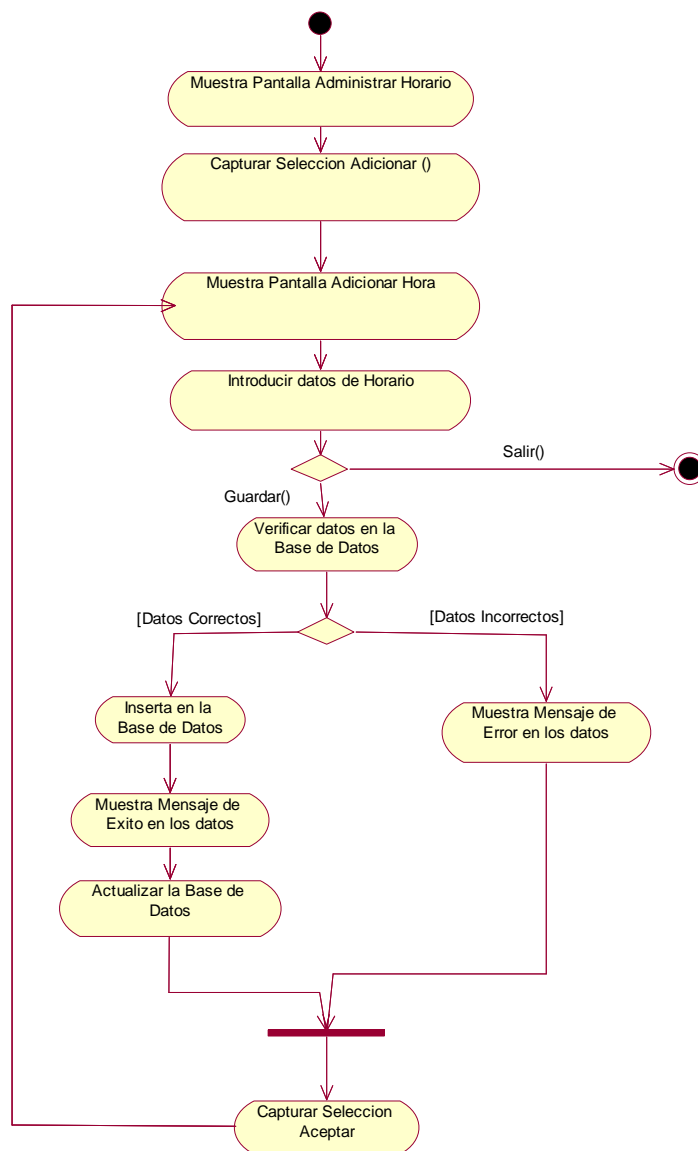 Muestra Pantalla Administrar Horario
Capturar Seleccion Adicionar ()
Muestra Pantalla Adicionar Hora
Introducir datos de Horario
Salir()
Guardar()
Verificar datos en la
Base de Datos
[Datos Correctos]
[Datos Incorrectos]
Inserta en la
Base de Datos
Muestra Mensaje de
Error en los datos
Muestra Mensaje de
Exito en los datos
Actualizar la Base de
Datos
Capturar Seleccion
Aceptar